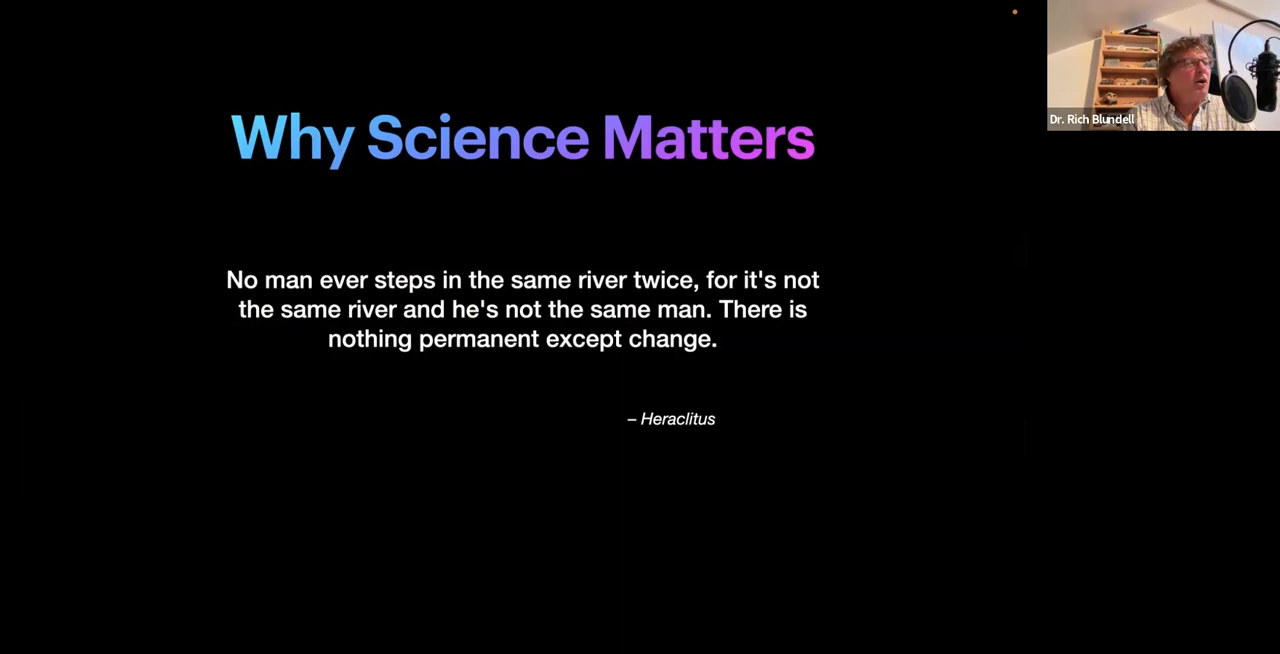 Why Science Matters
No man ever steps in the same river twice, for it's not
the same river and he's not the same man. There is
nothing permanent except change.
– Heraclitus
Dr. Rich Blundell